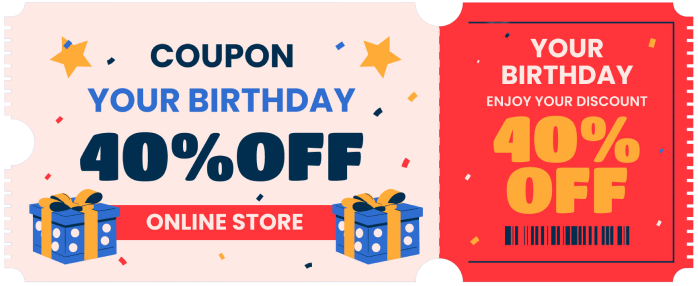 COUPON
YOUR BIRTHDAY
40%OFF
ONLINE STORE
YOUR
BIRTHDAY
ENJOY YOUR DISCOUNT
40%
OFF